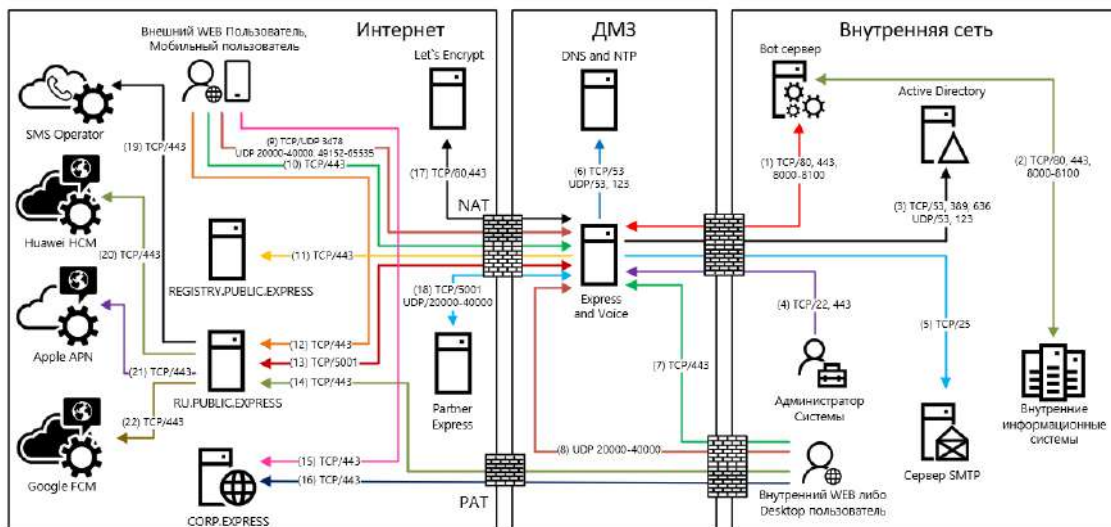 Интернет
ДМЗ
Внутренняя сеть
Внешний WEB Пользователь,
Мобильный пользователь
Let`s Encrypt
DNS and NTP
Bot сервер
Active Directory
SMS Operator
(19) TCP/443
(9) TCP/UDP 3478
UDP 20000-40000, 49152-65535
(10) TCP/443
(17) TCP/80,443
(6) TCP/53
UDP/53, 123
(1) TCP/80, 443,
8000-8100
(2) TCP/80, 443,
8000-8100
(3) TCP/53, 389, 636
UDP/53, 123
NAT
Huawei HCM
(20) TCP/443
(11) TCP/443
REGISTRY.PUBLIC.EXPRESS
(18) TCP/5001
UDP/20000-40000
Express
and Voice
(4) TCP/22, 443
(5) TCP/25
Apple APN
(12) TCP/443
(13) TCP/5001
(14) TCP/443
(21) TCP/443
RU.PUBLIC.EXPRESS
(7) TCP/443
Partner
Express
Администратор
Системы
Внутренние
информационные
системы
(22) TCP/443
Google FCM
(8) UDP 20000-40000
Сервер SMTP
(15) TCP/443
(16) TCP/443
PAT
CORP.EXPRESS
Внутренний WEB либо
Desktop пользователь